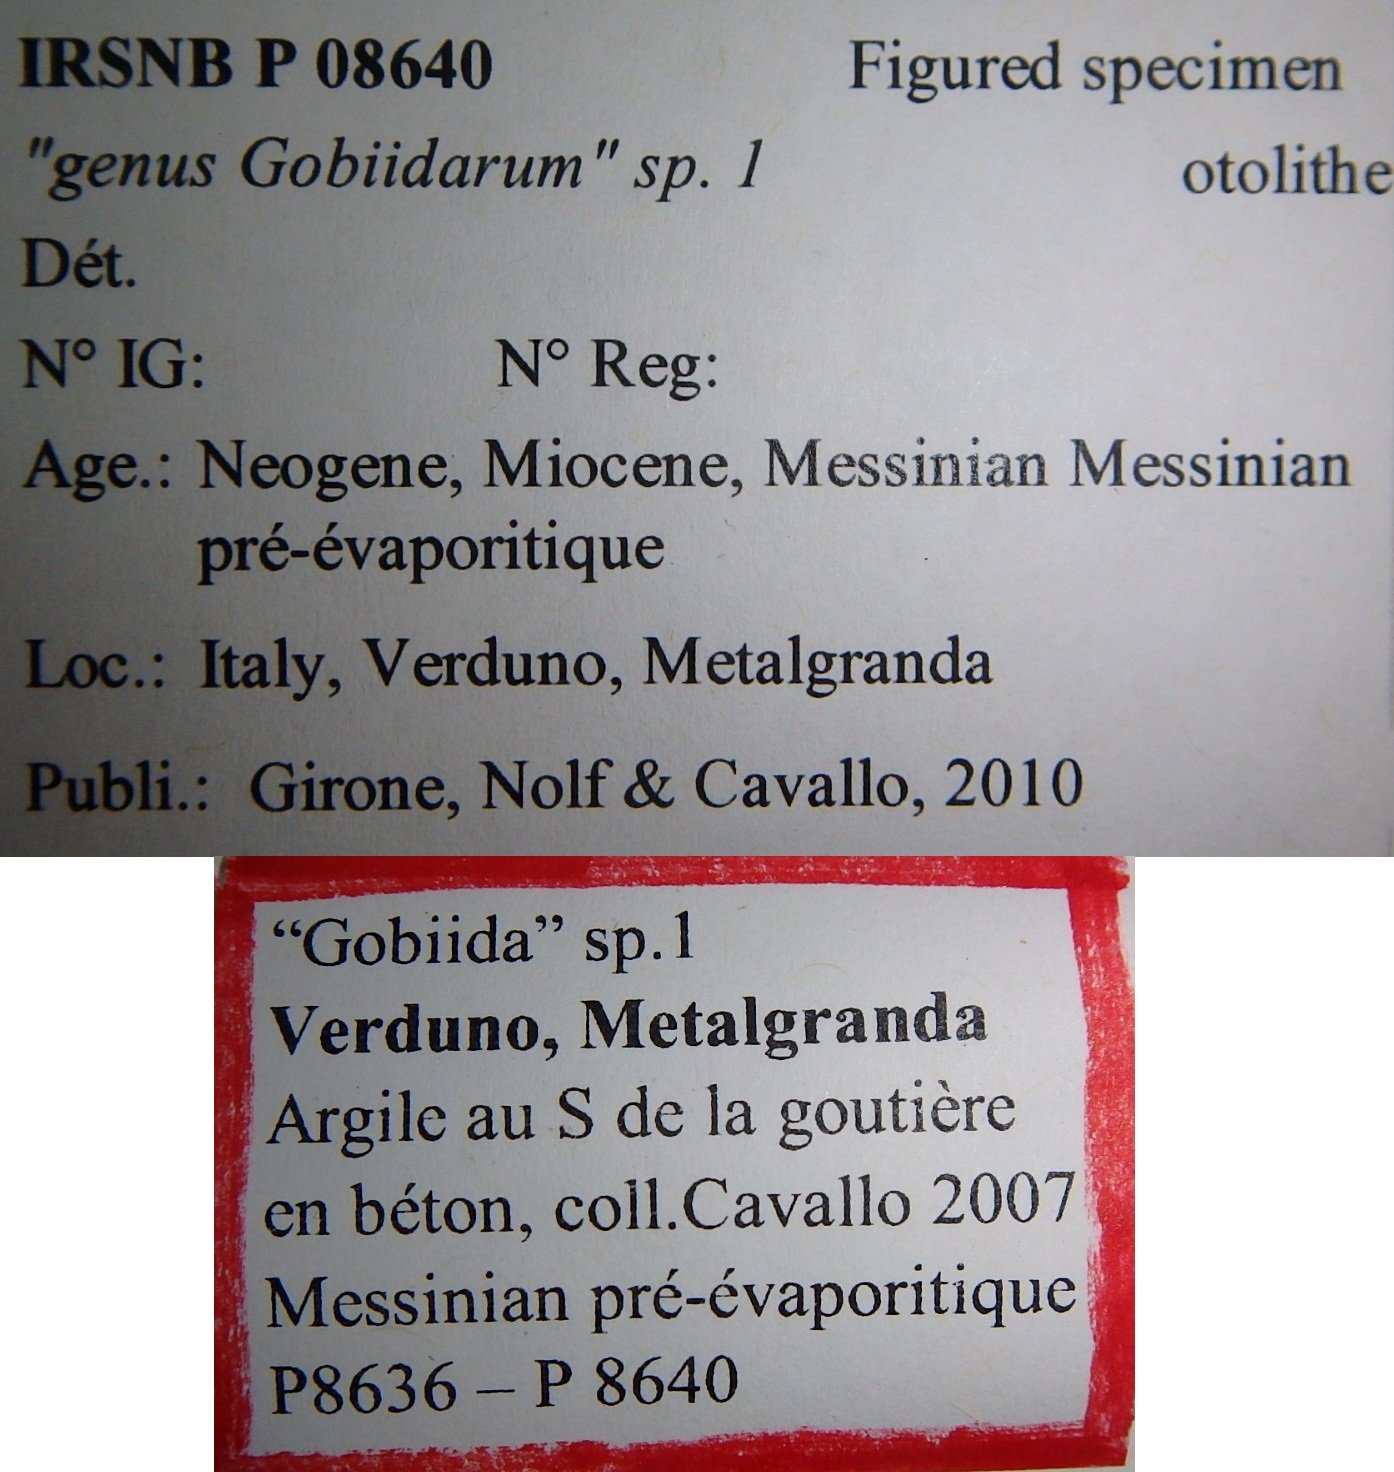 IRSNB P 08640 Figured specimen
"genus Gobiidarum" sp. 1 otolithe
Dét.
N° IG: N° Reg:
Age.: Neogene, Miocene, Messinian Messinian
pré-évaporitique
Loc.: Italy, Verduno, Metalgranda
Publi.: Girone, Nolf & Cavallo, 2010
“Gobiida” sp.1
Verduno, Metalgranda
Argile au S de la goutière
en béton, coll.Cavallo 2007
Messinian pré-évaporitique
P8636 – P 8640